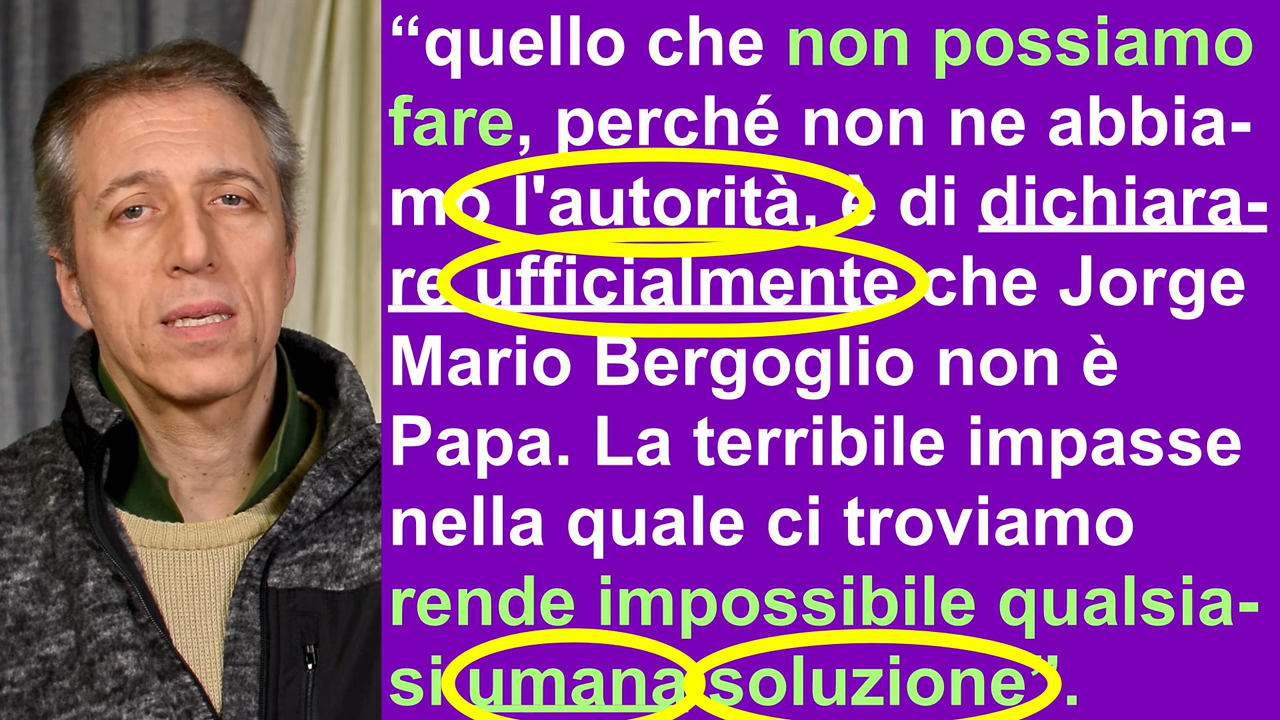 “quello che non possiamo
fare, perché non ne abbia-
mo l'autorità, è di dichiara-
re ufficialmente che Jorge
Mario Bergoglio non è
Papa. La terribile impasse
nella quale ci troviamo
rende impossibile qualsia-
si umana soluzione”.